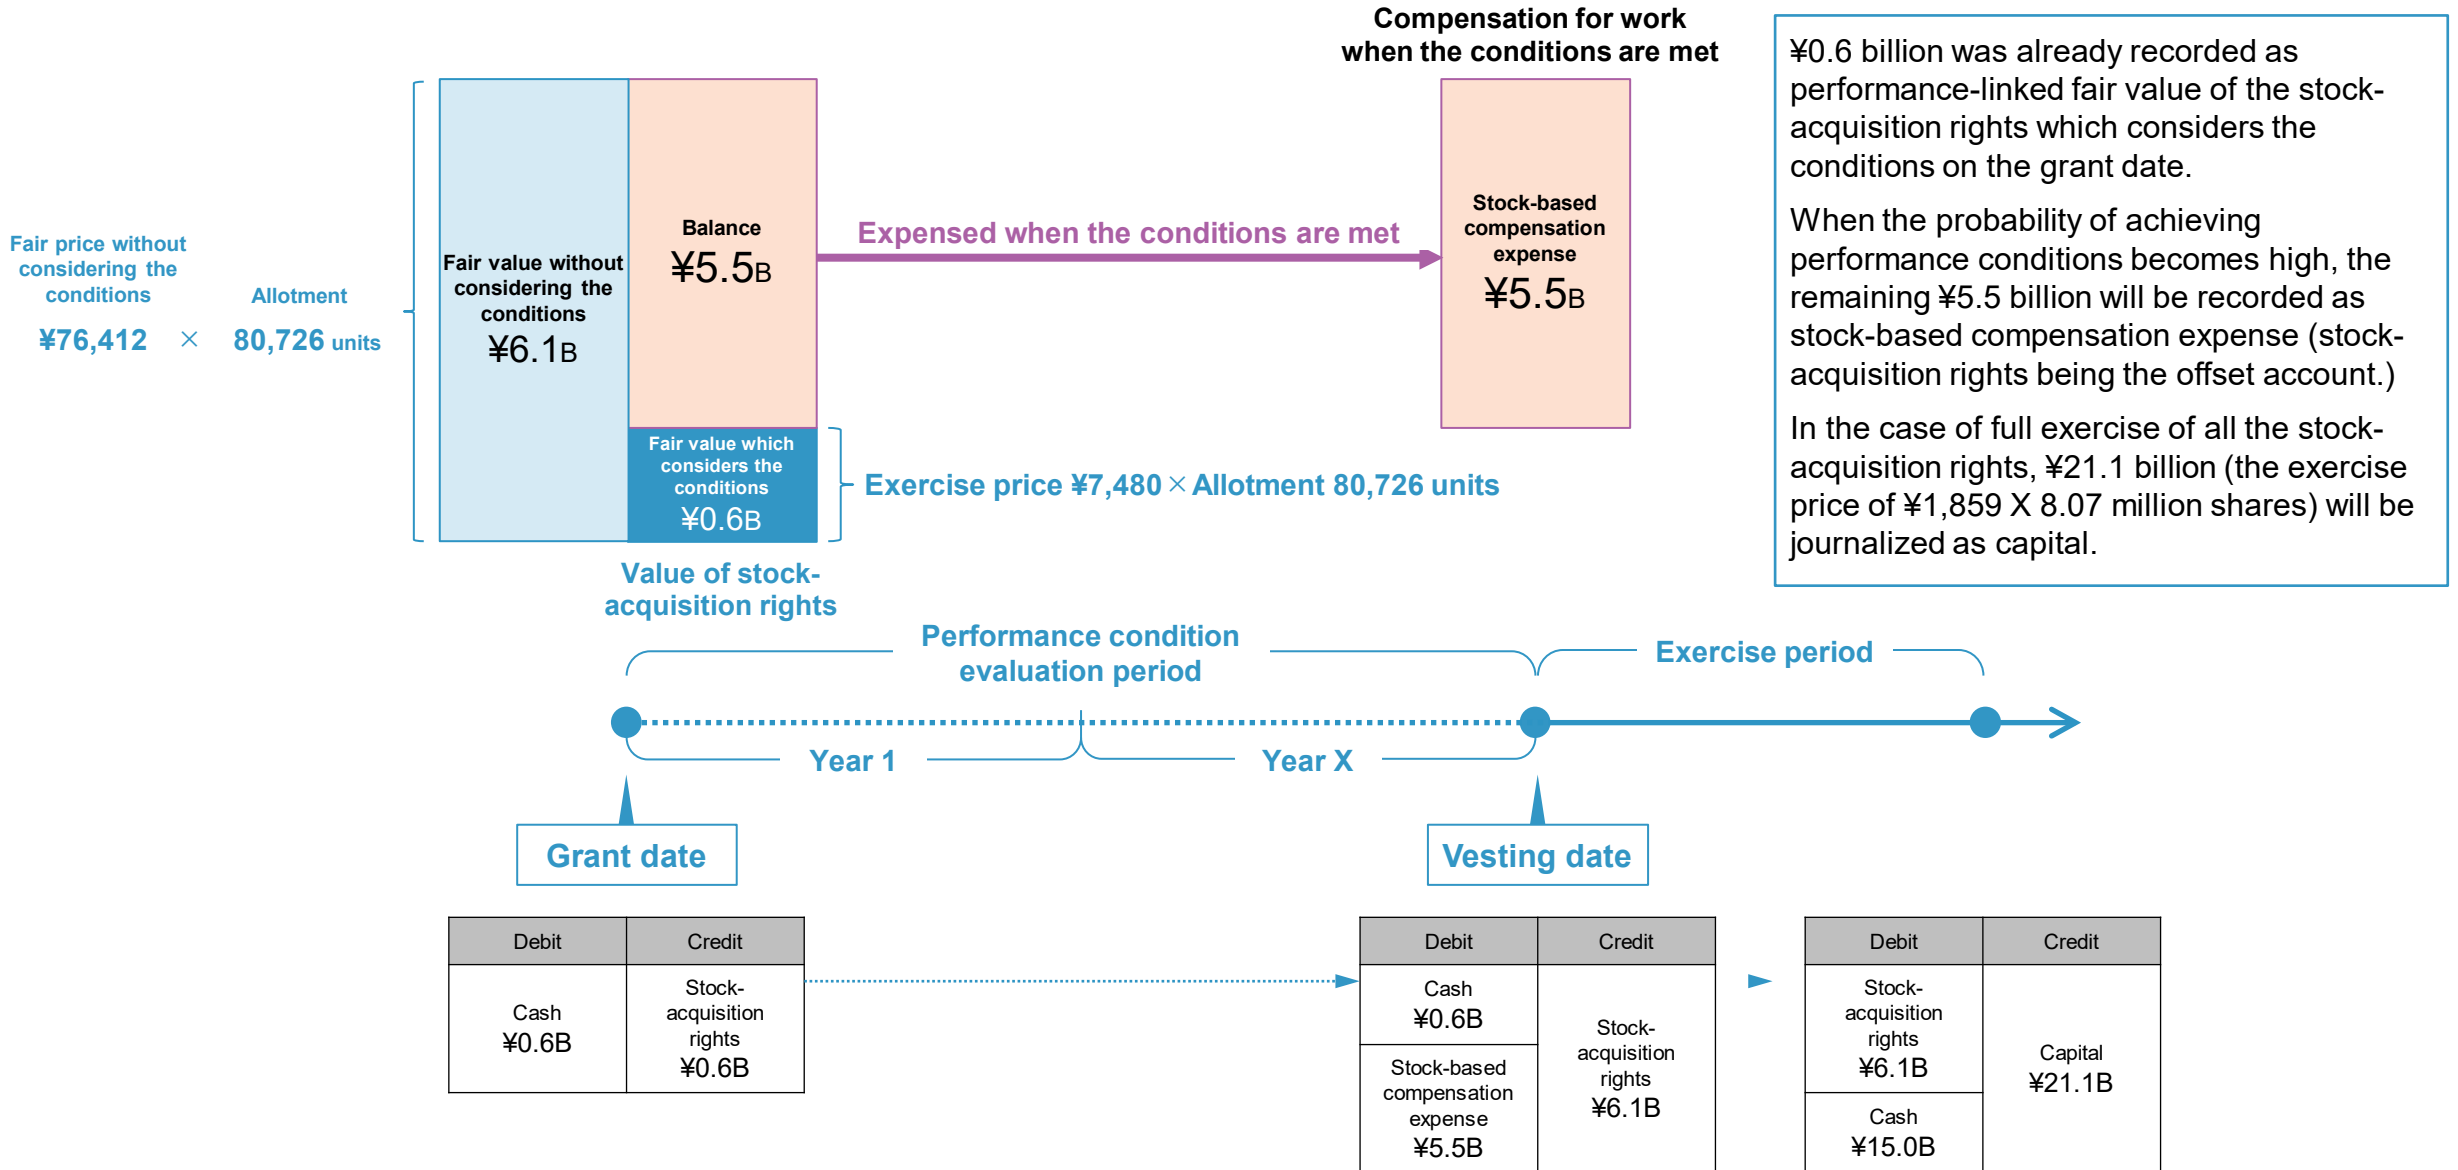 Compensation for work
when the conditions are met
Fair price without
considering the
conditions
¥76,412
×
Allotment
80,726 units
Fair value without
considering the
conditions
¥6.1B
Balance
¥5.5B
Expensed when the conditions are met
Stock-based
compensation
expense
¥5.5B
Fair value which
considers the
conditions
¥0.6B
Exercise price ¥7,480 × Allotment 80,726 units
Value of stock-
acquisition rights
¥0.6 billion was already recorded as
performance-linked fair value of the stock-
acquisition rights which considers the
conditions on the grant date.
When the probability of achieving
performance conditions becomes high, the
remaining ¥5.5 billion will be recorded as
stock-based compensation expense (stock-
acquisition rights being the offset account.)
In the case of full exercise of all the stock-
acquisition rights, ¥21.1 billion (the exercise
price of ¥1,859 X 8.07 million shares) will be
journalized as capital.
Performance condition
evaluation period
Exercise period
Year 1
Year X
Grant date
Vesting date
Debit
Credit
Cash
¥0.6B
Stock-
acquisition
rights
¥0.6B
Debit
Credit
Cash
¥0.6B
Stock-based
compensation
expense
¥5.5B
Stock-
acquisition
rights
¥6.1B
Debit
Credit
Stock-
acquisition
rights
¥6.1B
Cash
¥15.0B
Capital
¥21.1B